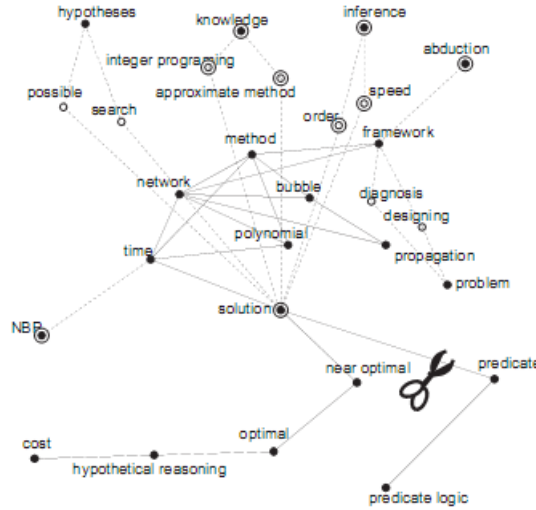 hypotheses
knowledge
inference
abduction
integer programing
possible
approximate method
speed
search
order
method
framework
network
bubble
diagnosis
designing
time
polynomial
propagation
problem
solution
NBP
near optimal
predicate
cost
optimal
hypothetical reasoning
predicate logic